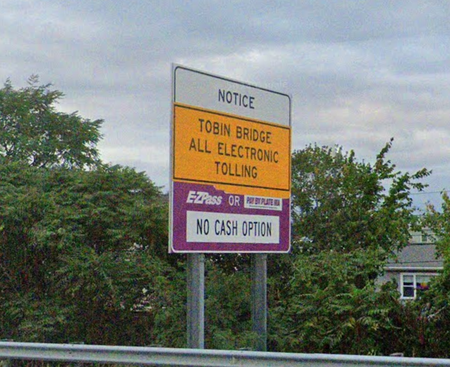 NOTICE
TOBIN BRIDGE
ALL ELECTRONIC
TOLLING
E-ZPass OR PAY BY PLATE MA
NO CASH OPTION